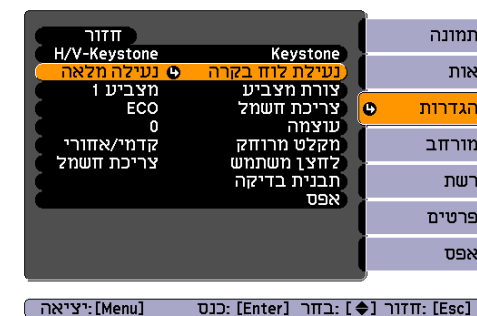 תמונה
אות
הגדרות
מורחב
רשת
פרטים
אפס
חזור
Keystone H/V-Keystone
נעילת לוח בקרה נעילה מלאה
צורת מצביע מצביע 1
צריכת חשמל ECO
עוצמה 0
מקלט מרוחק קדמי/אחורי
לחצן משתמש צריכת חשמל
תבנית בדיקה
אפס
[Esc] :חזור [♦] :בחר [Enter] :כנס [Menu] :יציאה